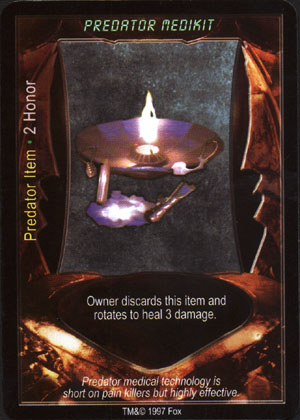 PREDATOR MEDIKIT
Predator Item • 2 Honor
Owner discards this item and
rotates to heal 3 damage.
Predator medical technology is
short on pain killers but highly effective.
TM&© 1997 Fox